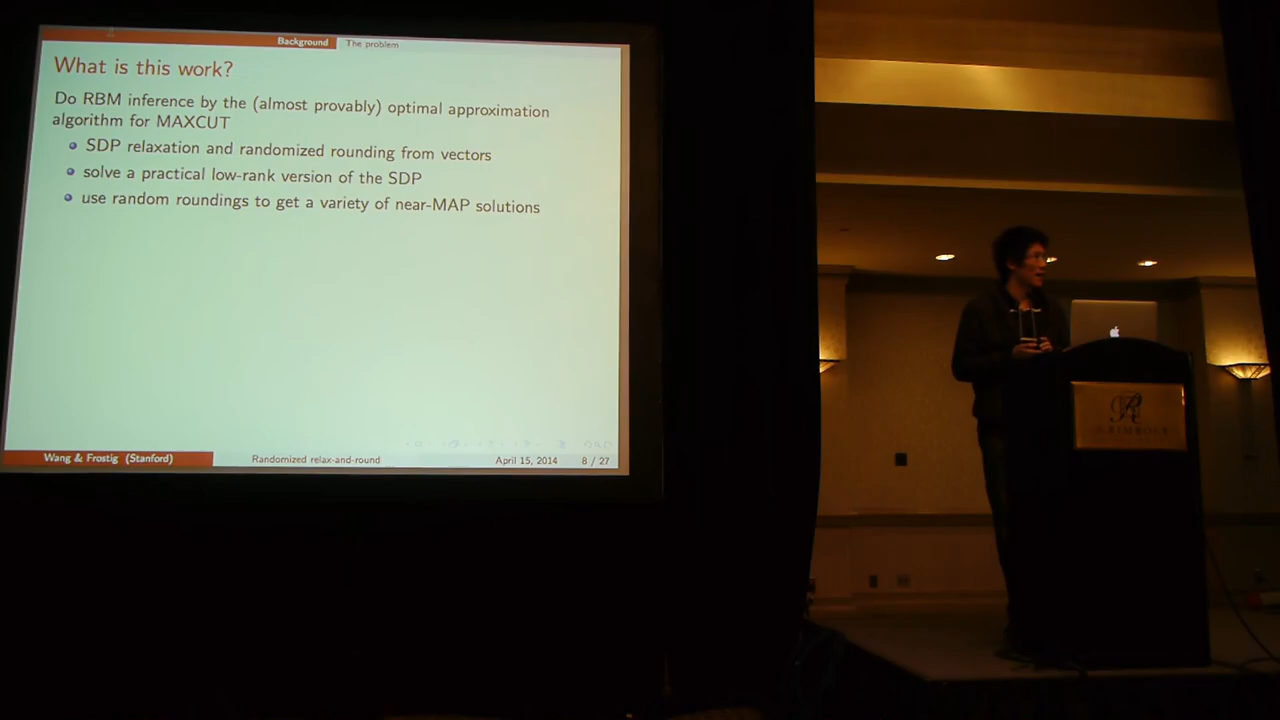 Background The problem
What is this work?
Do RBM inference by the (almost provably) optimal approximation
algorithm for MAXCUT
SDP relaxation and randomized rounding from vectors
solve a practical low-rank version of the SDP
use random roundings to get a variety of near-MAP solutions
Wang & Frostig (Stanford) Randomized relax-and-round April 15, 2014 8 / 27